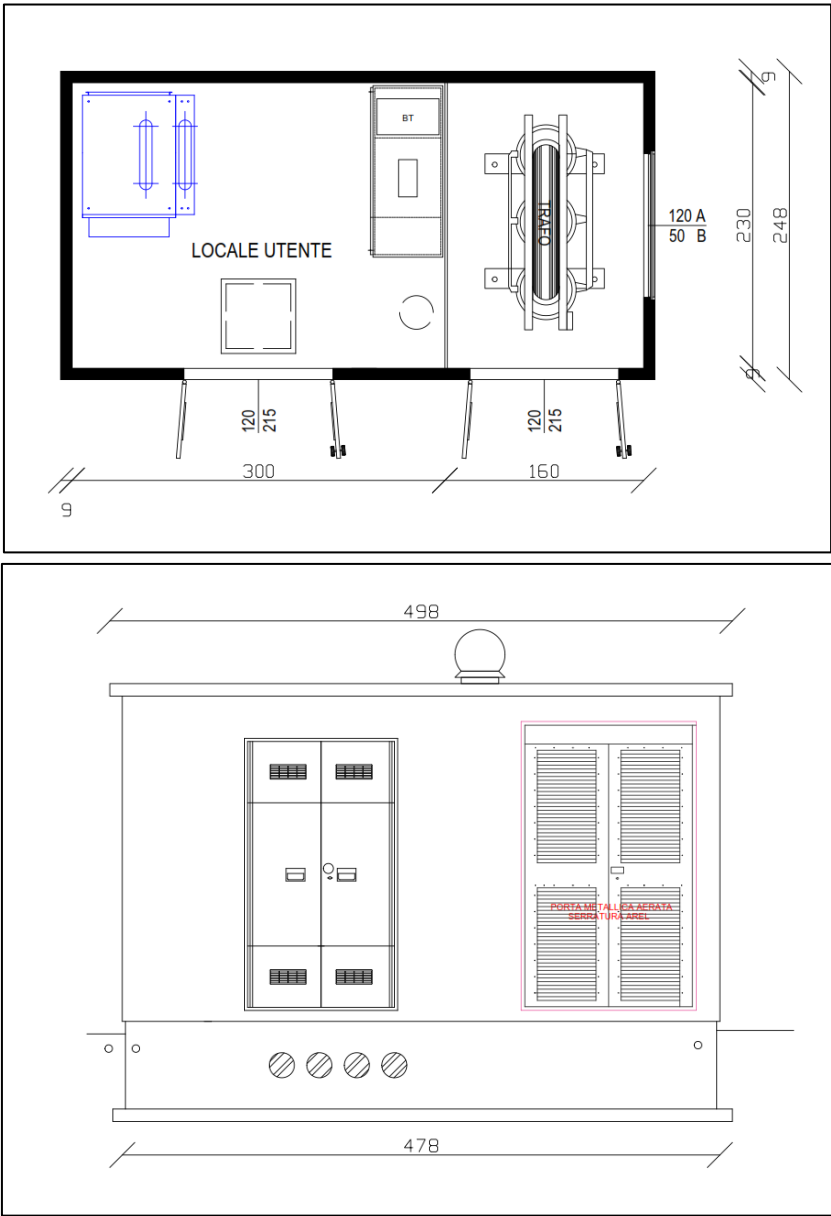 BT
TRAFO
LOCALE UTENTE
120 A
50 B
9
230
248
9
120
215
120
215
300
160
9
498
PORTA METALLICA AERATA
SERRATURA AREL
478